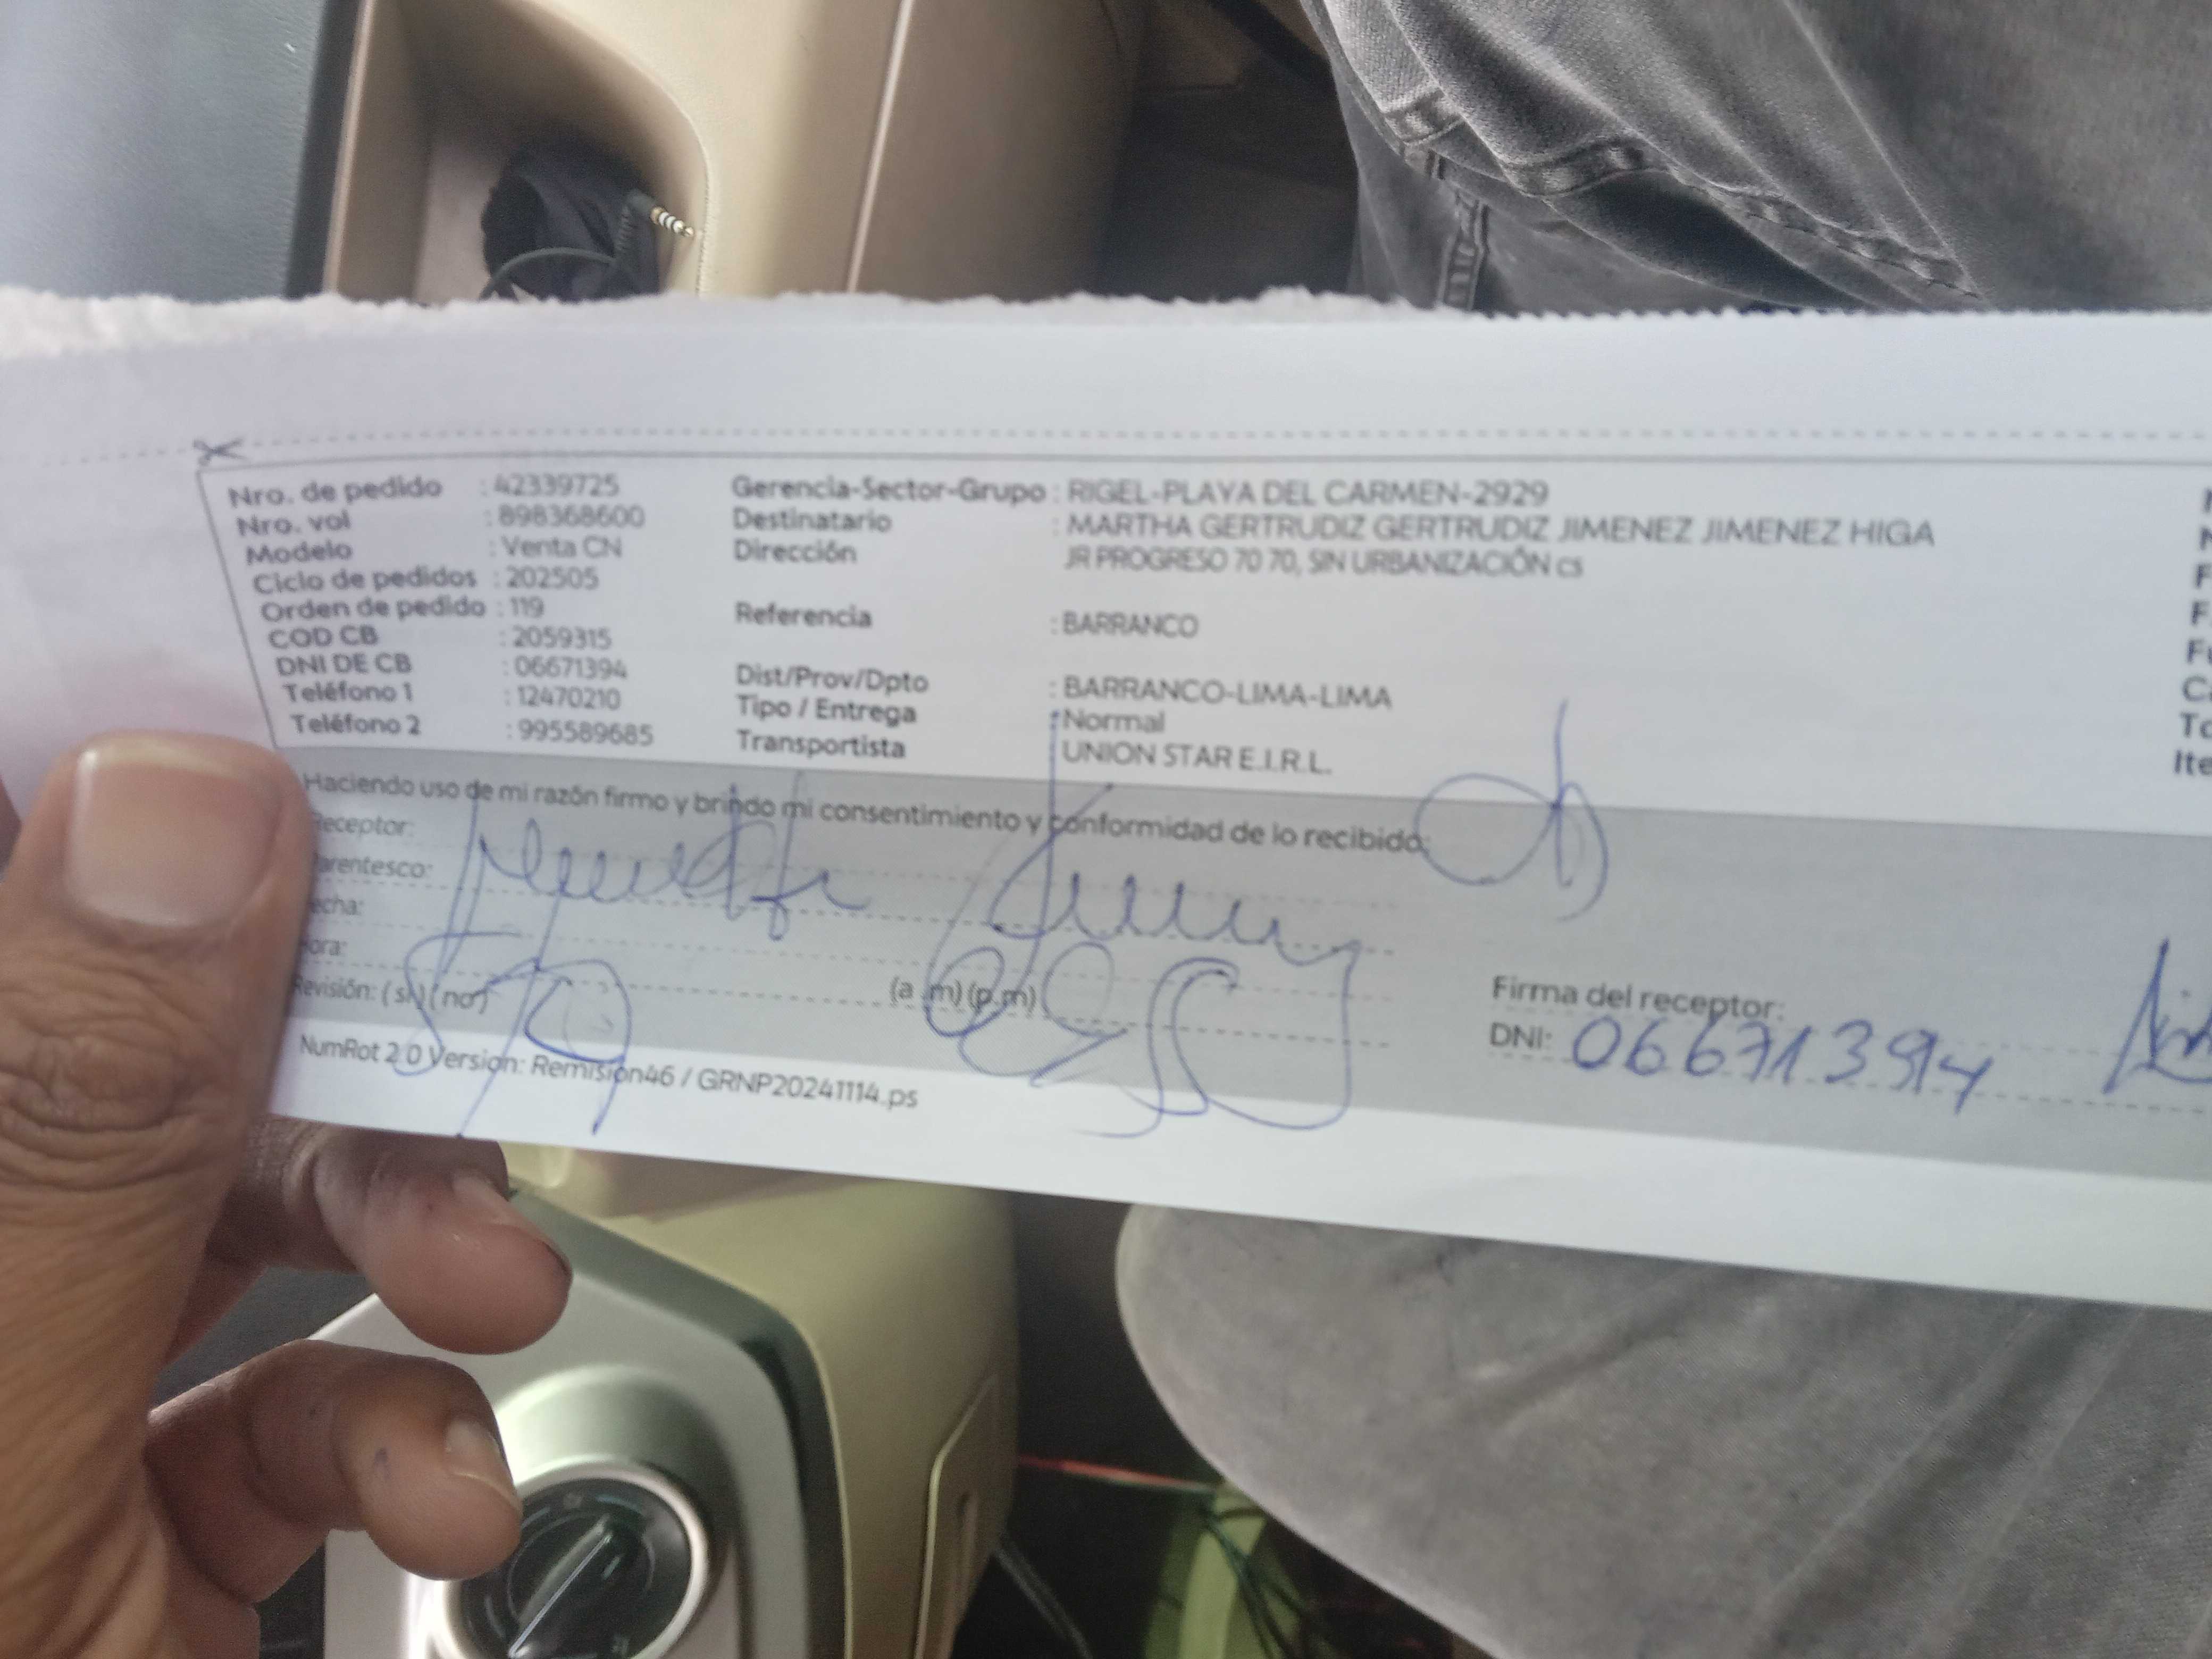 Nro. de pedido : 42339725
Nro. vol : 898368600
Modelo : Venta CN
Ciclo de pedidos : 202505
Orden de pedido : 119
COD CB : 2059315
DNI DE CB : 06671394
Teléfono 1 : 12470210
Teléfono 2 : 995589685
Gerencia-Sector-Grupo : RIGEL-PLAYA DEL CARMEN-2929
Destinatario : MARTHA GERTRUDIZ GERTRUDIZ JIMENEZ JIMENEZ HIGA
Dirección JR PROGRESO 70 70, SIN URBANIZACIÓN cs
Referencia : BARRANCO
Dist/Prov/Dpto : BARRANCO-LIMA-LIMA
Tipo / Entrega : Normal
Transportista UNION STAR E.I.R.L.
Haciendo uso de mi razón firmo y brindo mi consentimiento y conformidad de lo recibido:
Receptor:
arentesco:
echa:
ora:
Revisión: (si) (no) (a .m) (p.m)
Firma del receptor:
DNI: 06671394
NumRot 2.0 Version: Remision46 / GRNP20241114.ps